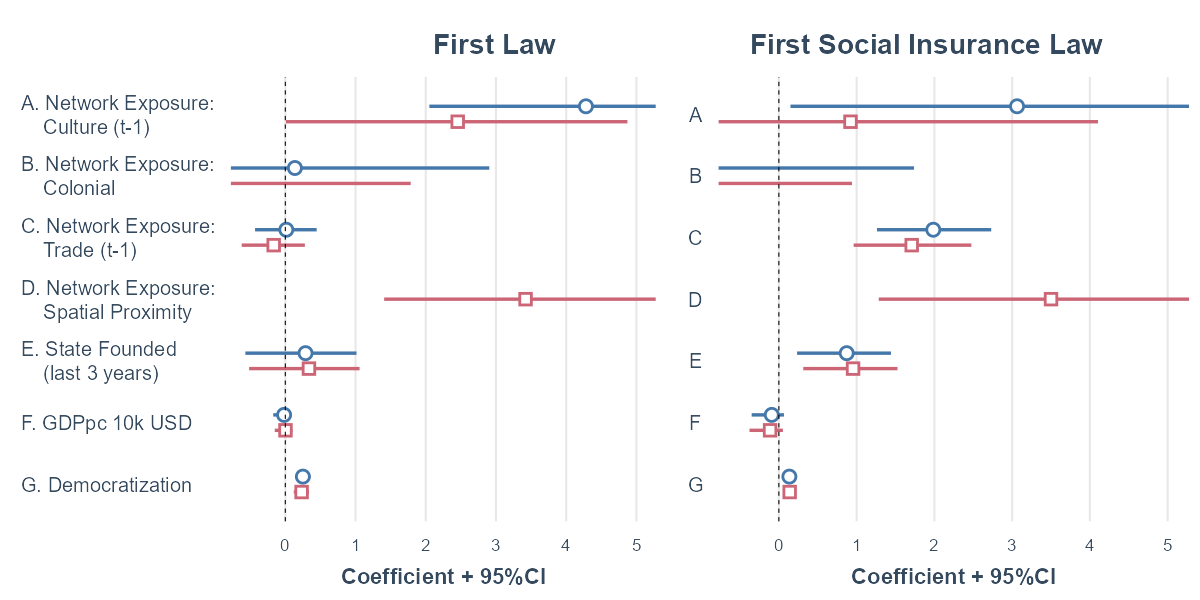 First Law
First Social Insurance Law
A. Network Exposure:
Culture (t-1)
B. Network Exposure:
Colonial
C. Network Exposure:
Trade (t-1)
D. Network Exposure:
Spatial Proximity
E. State Founded
(last 3 years)
F. GDPpc 10k USD
G. Democratization
0 1 2 3 4 5
Coefficient + 95%CI
A
B
C
D
E
F
G
0 1 2 3 4 5
Coefficient + 95%CI